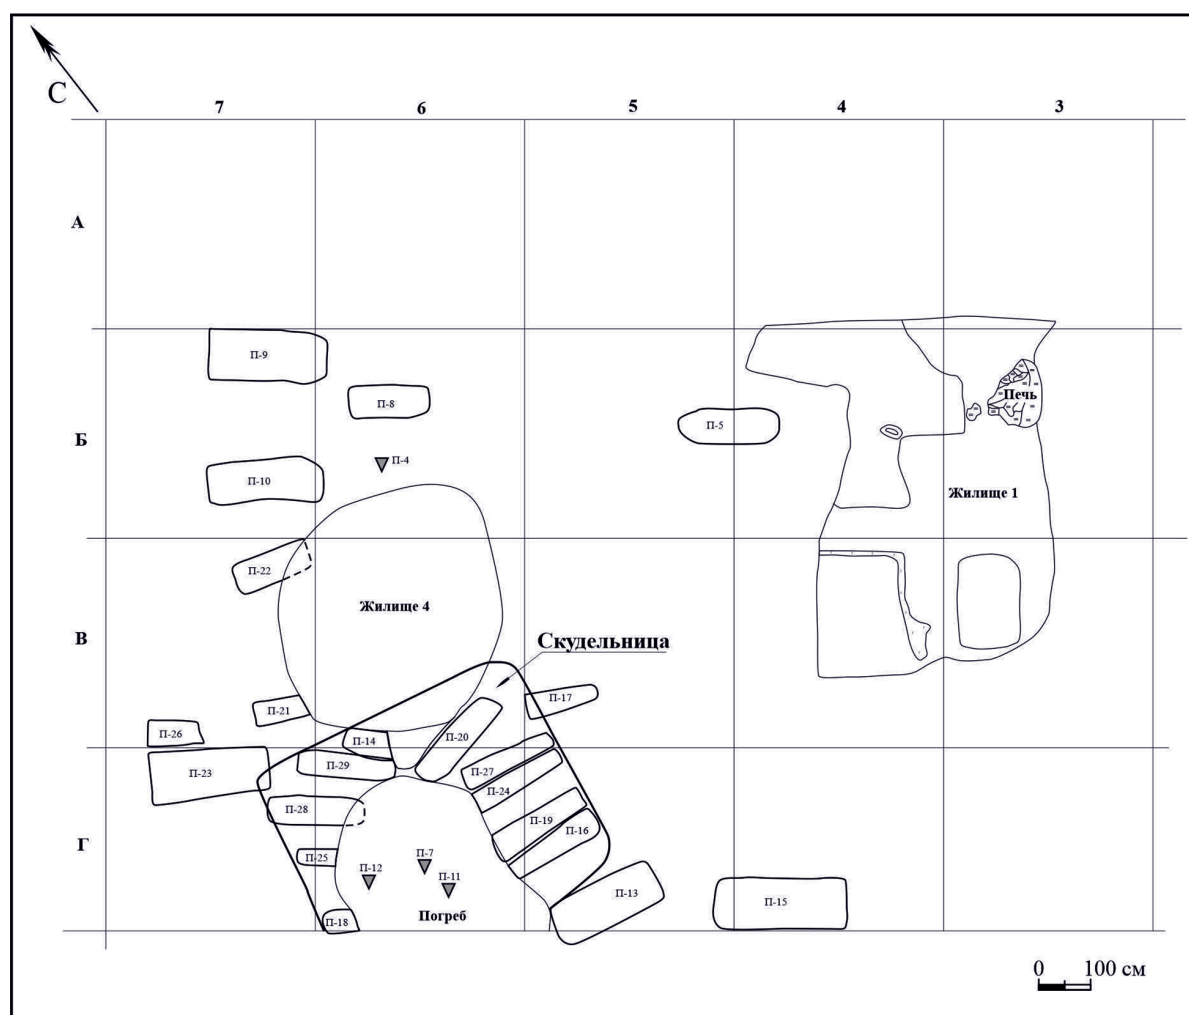 С
7 6 5 4 3
А
П-9
Печь
П-8
П-5
Б
П-4
П-10
Жилище 1
П-22
Жилище 4
В
Скудельница
П-17
П-21
П-26
П-14
П-20
П-29
П-23
П-27
П-24
П-28
П-19
П-16
Г
П-7
П-25
П-12
П-11
П-13
П-15
Погреб
П-18
0 100 см